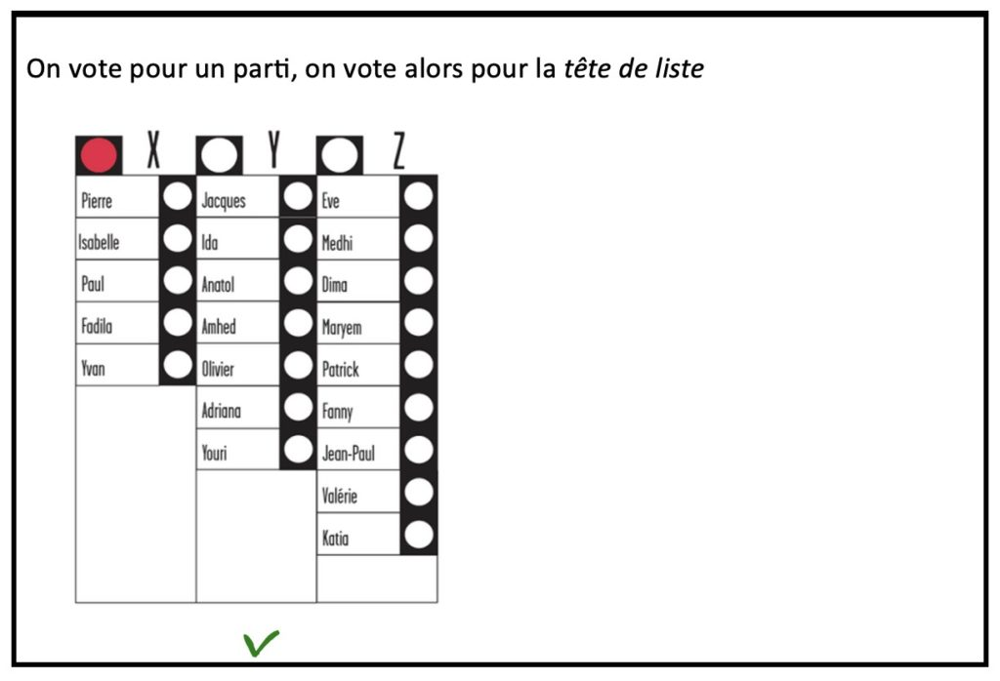 On vote pour un parti, on vote alors pour la tête de liste
X Y Z
Pierre Jacques Eve
Isabelle Ida Medhi
Paul Anatol Dima
Fadila Amhed Maryem
Yvan Olivier Patrick
Adriana Fanny
Youri Jean-Paul
Valérie
Katia